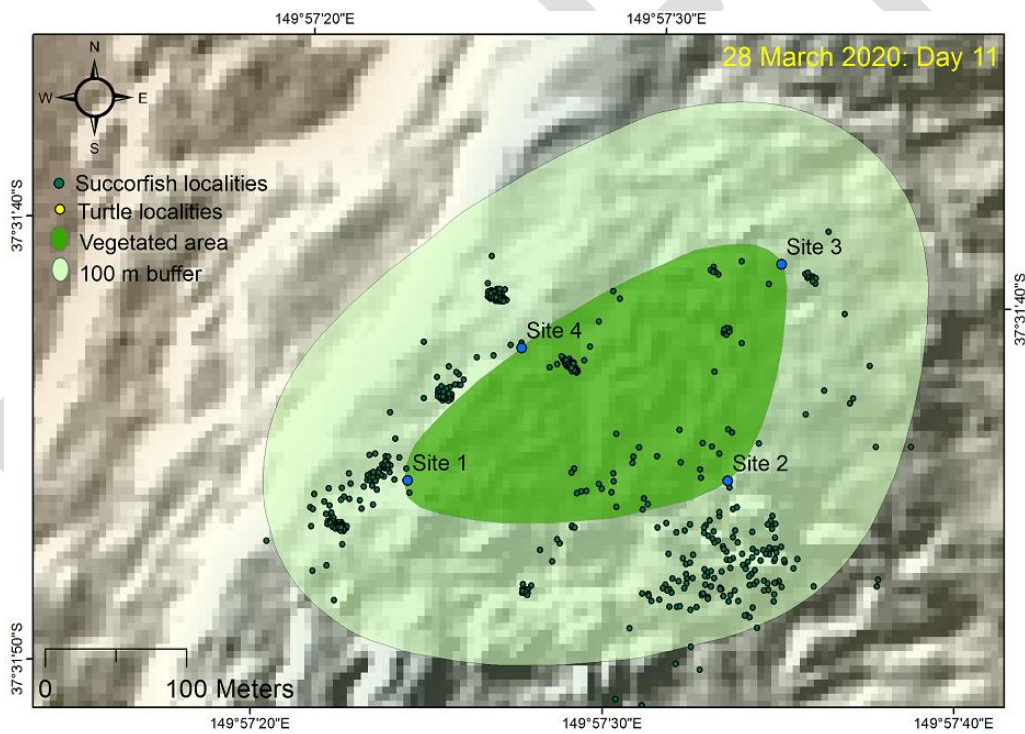 149°57'20"E
149°57'30"E
28 March 2020: Day 11
N
W
E
S
Succorfish localities
Turtle localities
Vegetated area
100 m buffer
37°31'40"S
Site 3
37°31'40"S
Site 4
Site 1
Site 2
37°31'50"S
0
100 Meters
149°57'20"E
149°57'30"E
149°57'40"E